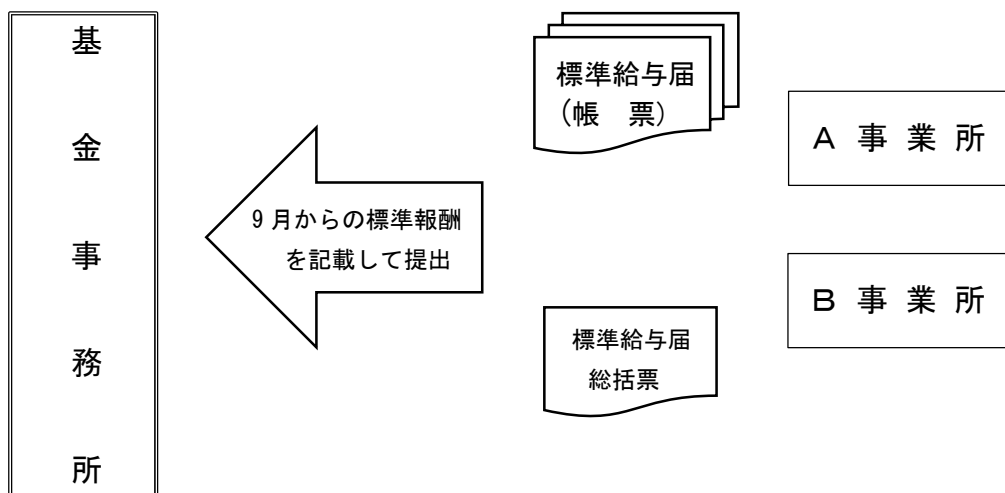 基金事務所
9月からの標準報酬
を記載して提出
標準給与届
(帳 票)
標準給与届
総括票
A 事 業 所
B 事 業 所